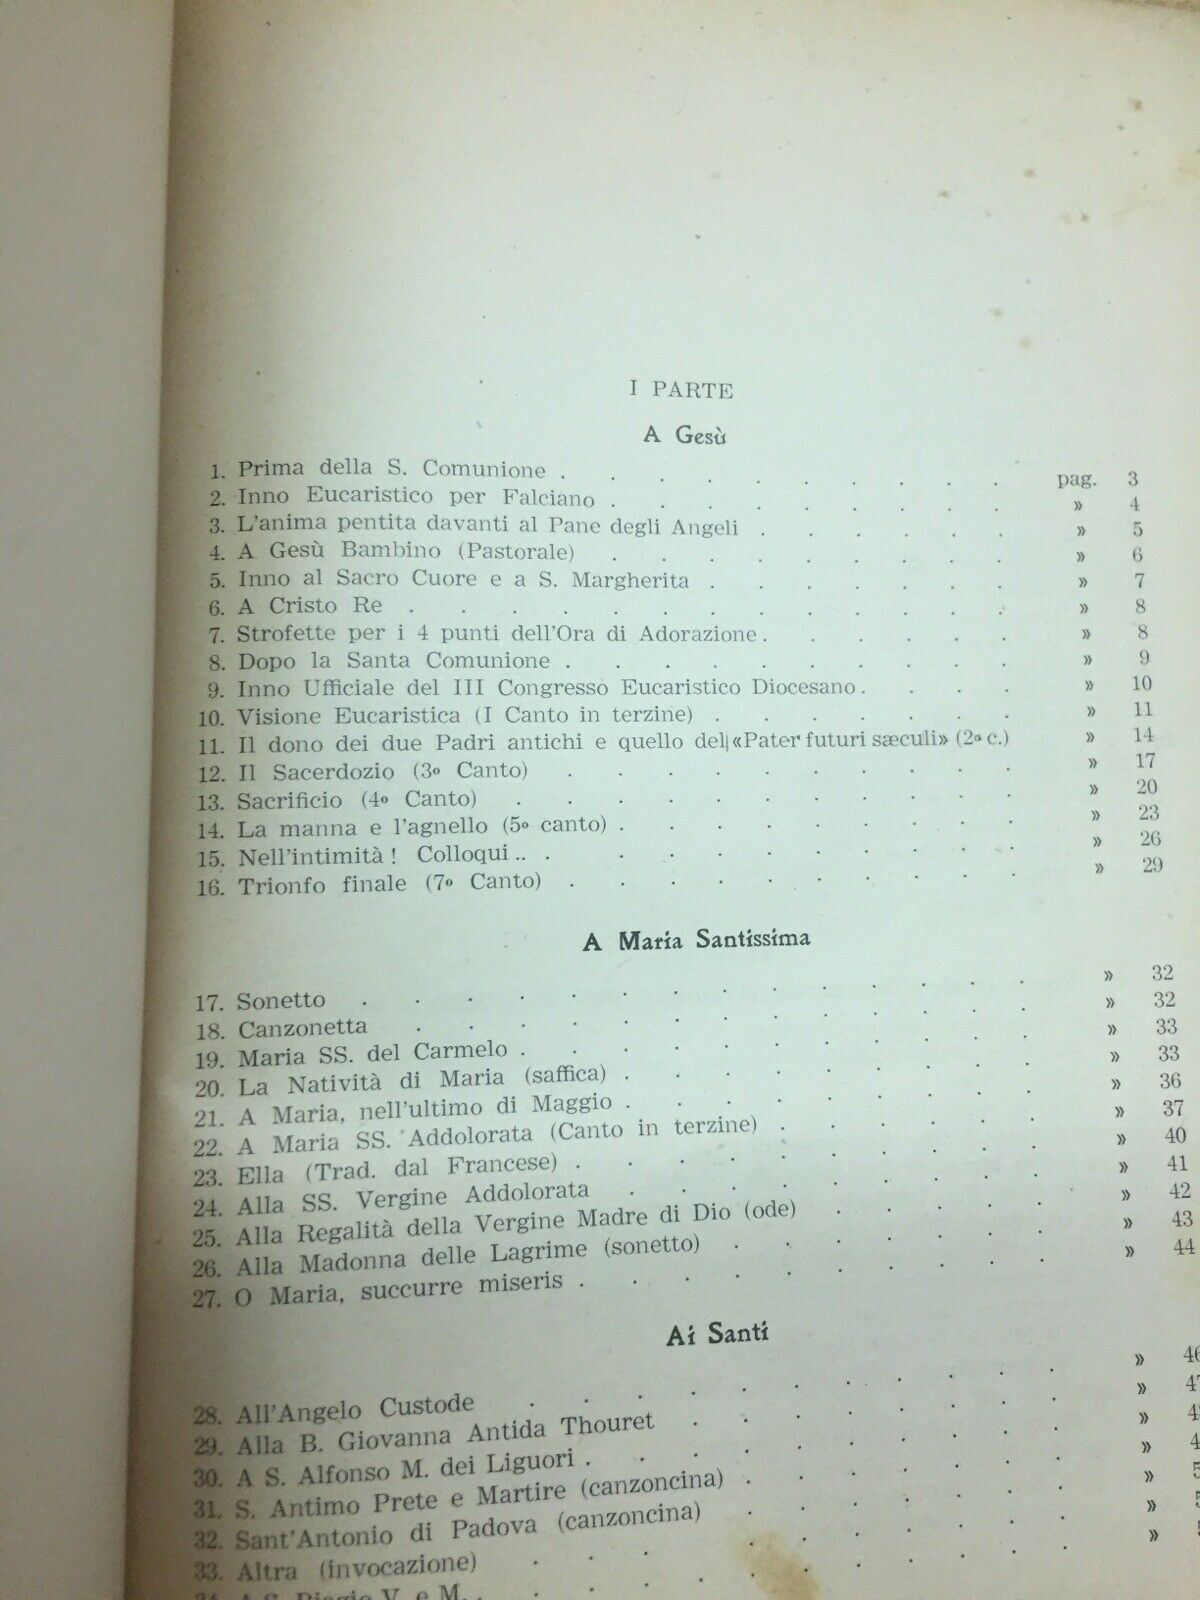 I PARTE
A Gesù
1. Prima della S. Comunione . . . . . . . . . pag. 3
2. Inno Eucaristico per Falciano . . . . . . . . » 4
3. L'anima pentita davanti al Pane degli Angeli . . . . . » 5
4. A Gesù Bambino (Pastorale) . . . . . . . . » 6
5. Inno al Sacro Cuore e a S. Margherita . . . . . . » 7
6. A Cristo Re . . . . . . . . . . . . » 8
7. Strofette per i 4 punti dell'Ora di Adorazione . . . . . » 8
8. Dopo la Santa Comunione . . . . . . . . . » 9
9. Inno Ufficiale del III Congresso Eucaristico Diocesano . . . . » 10
10. Visione Eucaristica (I Canto in terzine) . . . . . . » 11
11. Il dono dei due Padri antichi e quello del «Pater futuri sæculi» (2º c.) » 14
12. Il Sacerdozio (3º Canto) . . . . . . . . . » 17
13. Sacrificio (4º Canto) . . . . . . . . . . » 20
14. La manna e l'agnello (5º canto) . . . . . . . . » 23
15. Nell'intimità ! Colloqui .. . . . . . . . . . » 26
16. Trionfo finale (7º Canto) . . . . . . . . . » 29
A Maria Santissima
17. Sonetto . . . . . . . . . . . . . » 32
18. Canzonetta . . . . . . . . . . . . » 32
19. Maria SS. del Carmelo . . . . . . . . . . » 33
20. La Natività di Maria (saffica) . . . . . . . . » 33
21. A Maria, nell'ultimo di Maggio . . . . . . . . » 36
22. A Maria SS. Addolorata (Canto in terzine) . . . . . » 37
23. Ella (Trad. dal Francese) . . . . . . . . . » 40
24. Alla SS. Vergine Addolorata . . . . . . . . » 41
25. Alla Regalità della Vergine Madre di Dio (ode) . . . . » 42
26. Alla Madonna delle Lagrime (sonetto) . . . . . . » 43
27. O Maria, succurre miseris . . . . . . . . . » 44
Ai Santi
28. All'Angelo Custode . . . . . . . . . . » 46
29. Alla B. Giovanna Antida Thouret . . . . . . . » 47
30. A S. Alfonso M. dei Liguori . . . . . . . . » 4
31. S. Antimo Prete e Martire (canzoncina) . . . . . . » 4
32. Sant'Antonio di Padova (canzoncina) . . . . . . » 5
33. Altra (invocazione) . . . . . . . . . . » 5
34. A S. Biagio V. e M. . . . . . . . . . . »